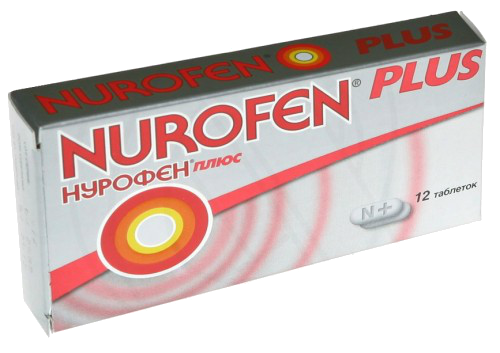 NUROFEN PLUS
NUROFEN® PLUS
НУРОФЕН® ПЛЮС
N+
12 таблеток